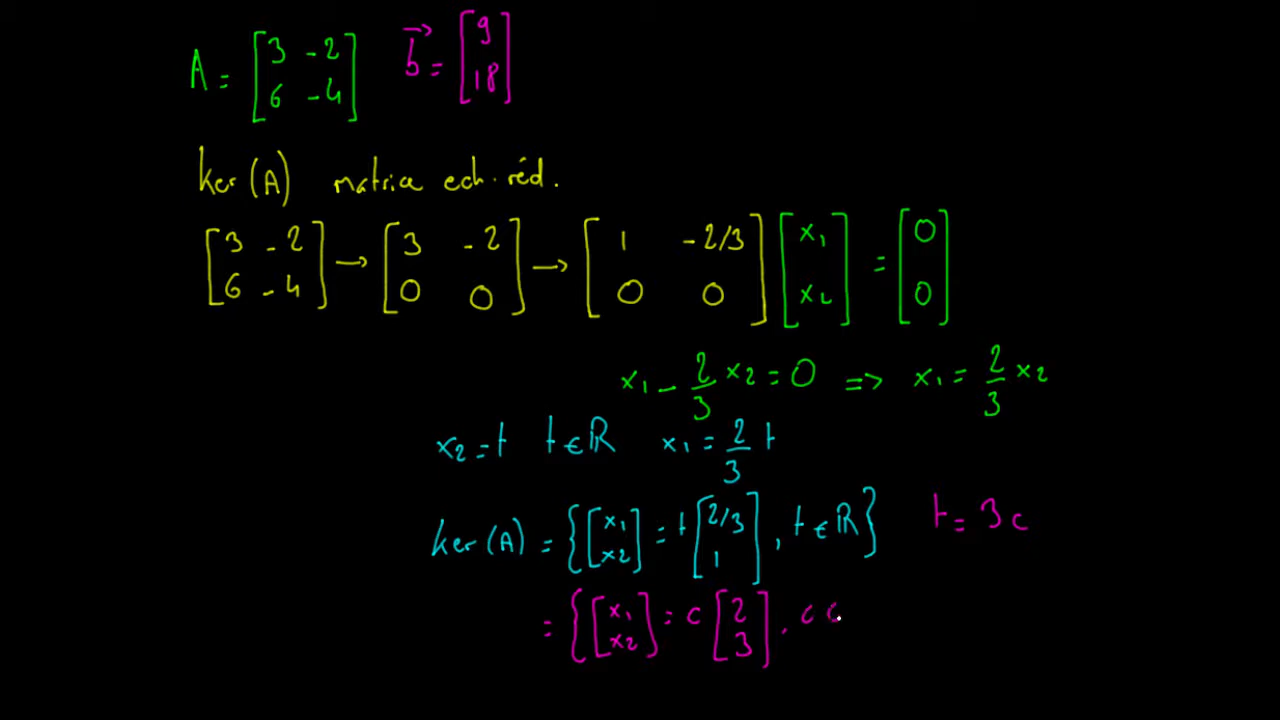 A = [3 -2; 6 -4] b⃗ = [9; 18]
ker(A) matrice ech. réd.
[3 -2; 6 -4] → [3 -2; 0 0] → [1 -2/3; 0 0] [x₁; x₂] = [0; 0]
x₁ - 2/3 x₂ = 0 => x₁ = 2/3 x₂
x₂ = t t ∈ ℝ x₁ = 2/3 t
ker(A) = {[x₁; x₂] = t [2/3; 1], t ∈ ℝ} t = 3c
= {[x₁; x₂] = c [2; 3], c